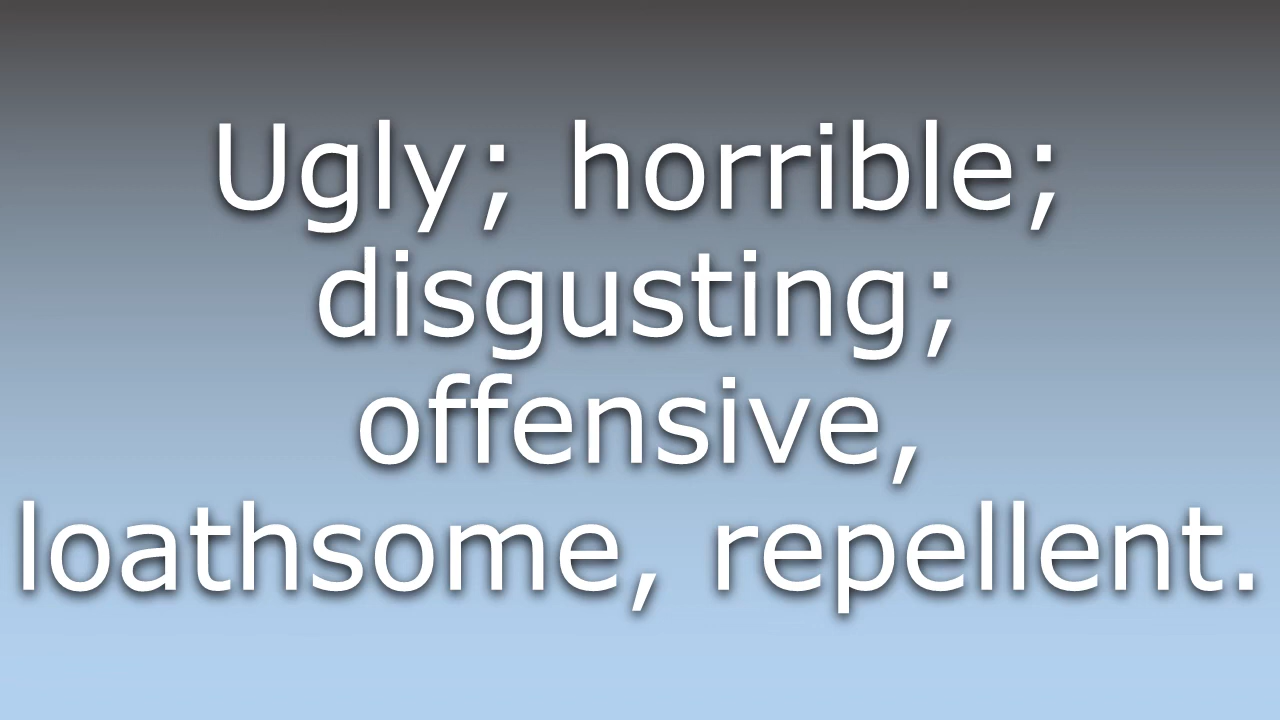 Ugly; horrible;
disgusting;
offensive,
loathsome, repellent.